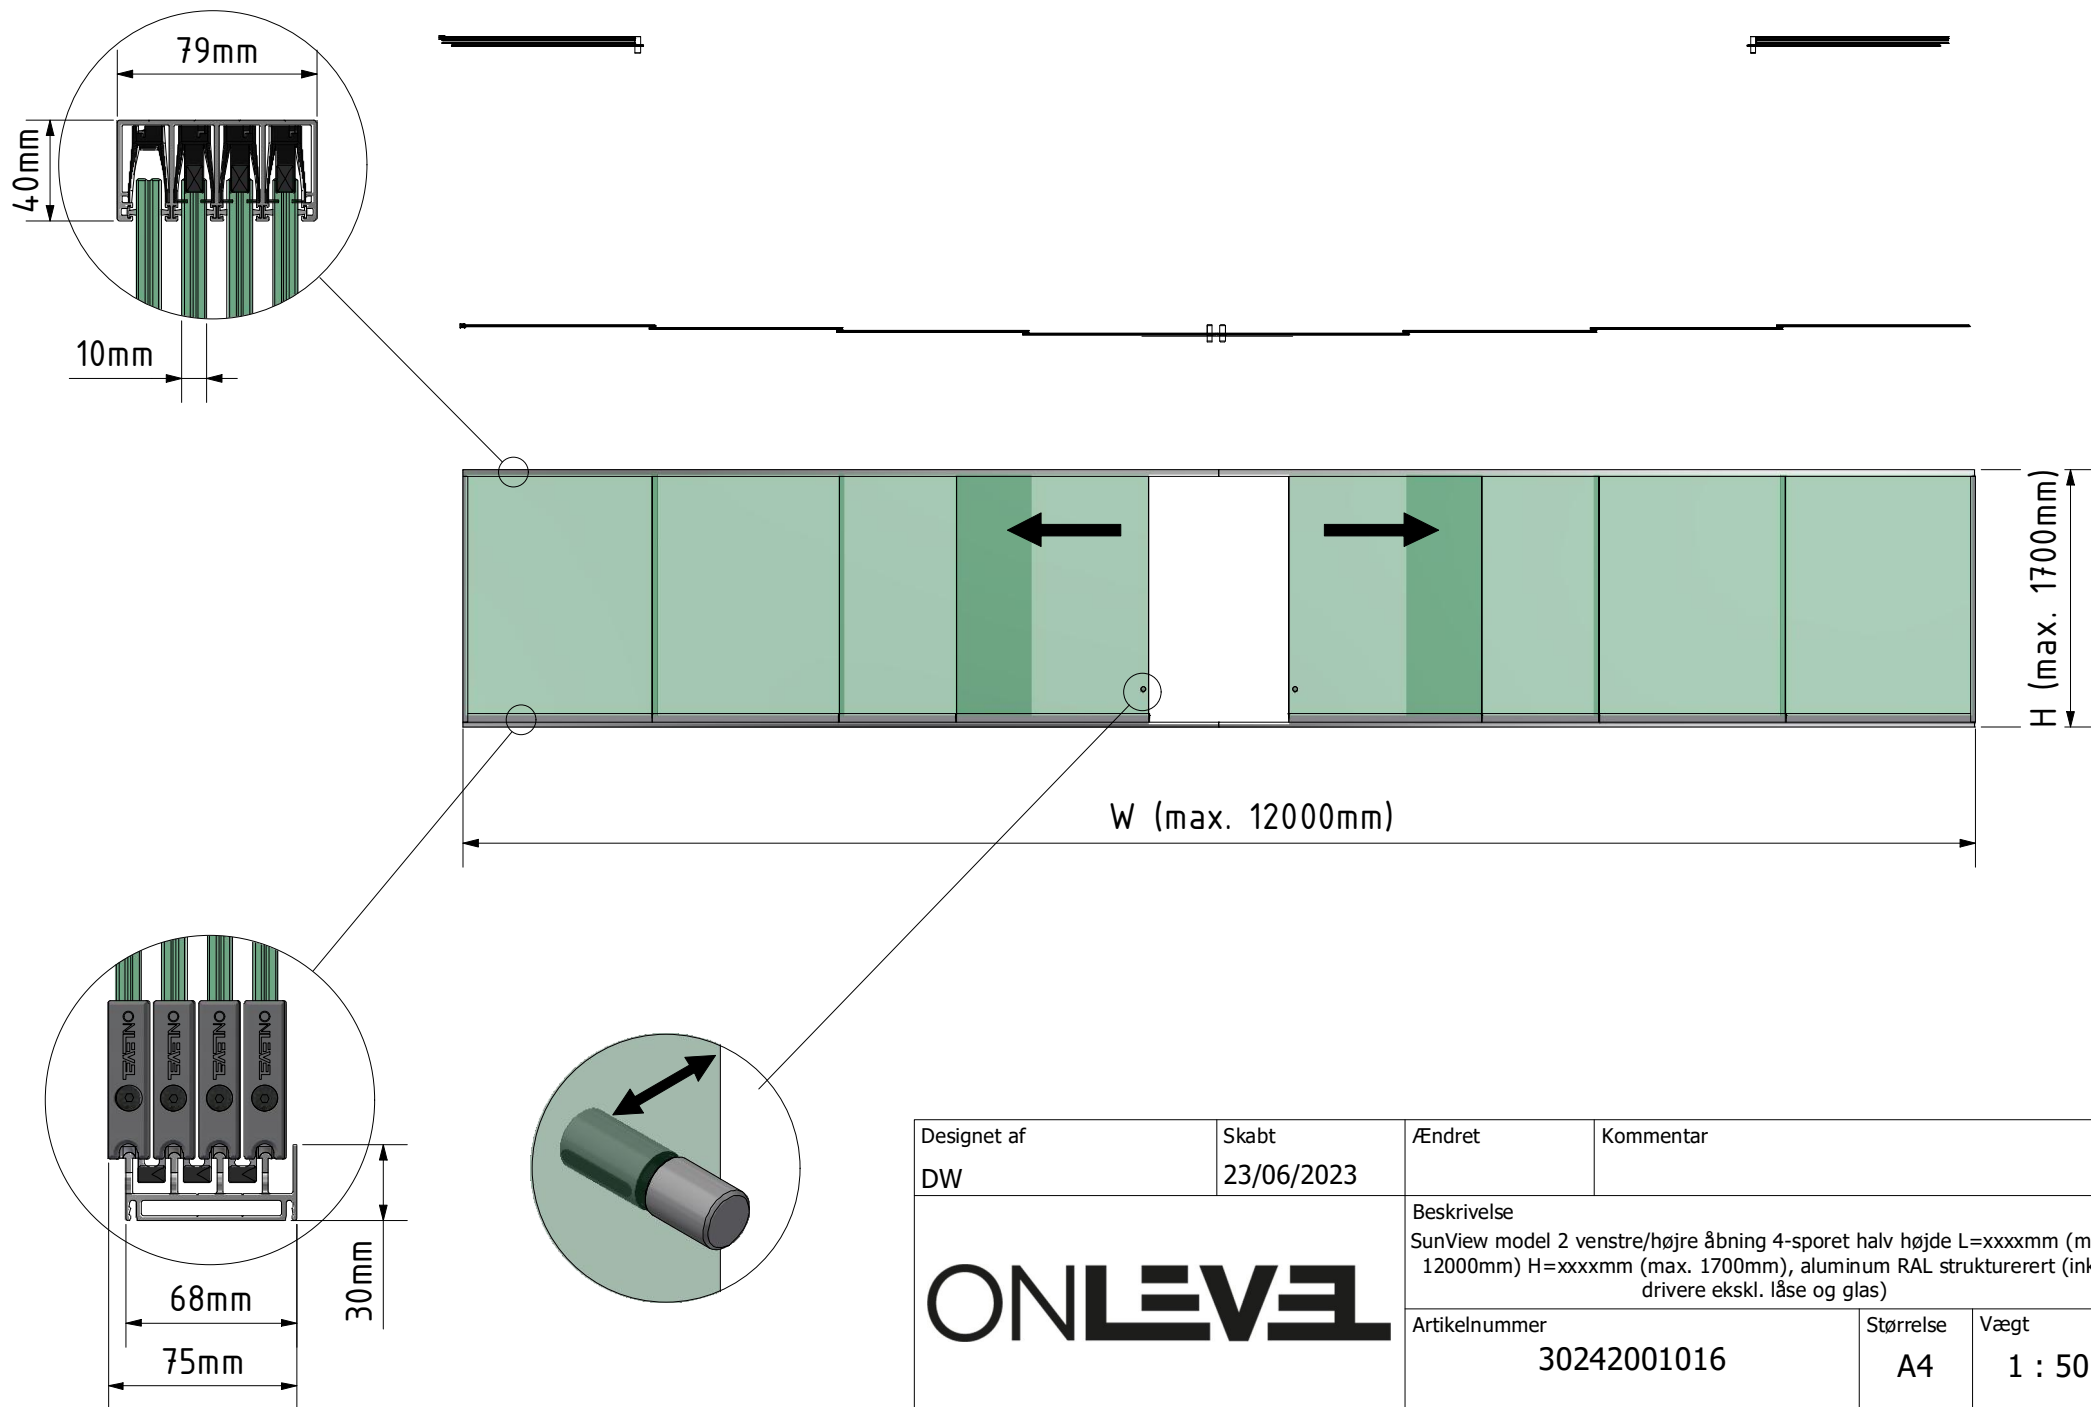 79mm
40mm
10mm
H (max. 1700mm)
W (max. 12000mm)
ONLEVEL ONLEVEL ONLEVEL ONLEVEL
30mm
68mm
75mm
Designet af
DW
Skabt
23/06/2023
Ændret
Kommentar
ONLEVEL
Beskrivelse
SunView model 2 venstre/højre åbning 4-sporet halv højde L=xxxxmm (m
12000mm) H=xxxxmm (max. 1700mm), aluminum RAL strukturerert (ink
drivere ekskl. låse og glas)
Artikelnummer
30242001016
Størrelse
A4
Vægt
1 : 50